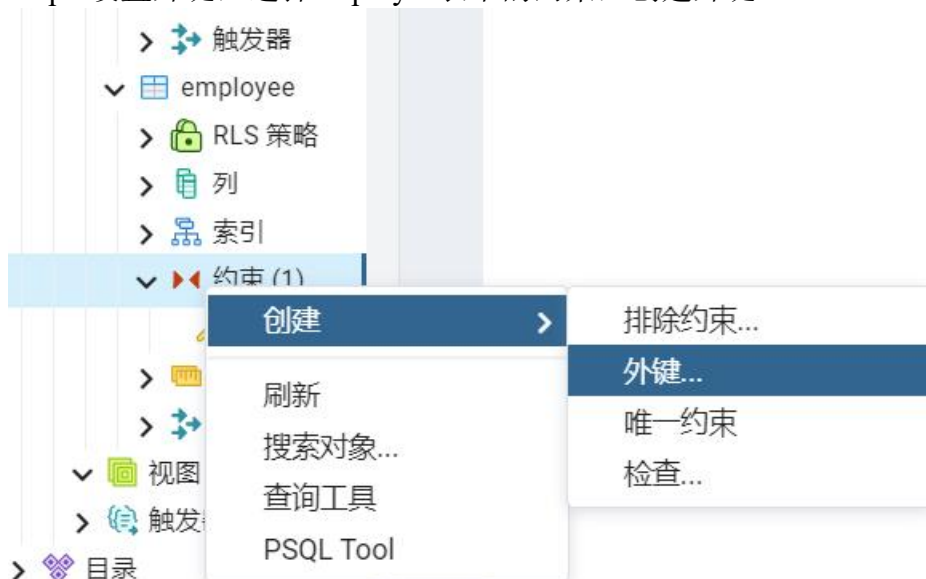 触发器
employee
RLS 策略
列
索引
约束 (1)
创建
排除约束...
外键...
刷新
唯一约束
搜索对象...
检查...
视图
查询工具
触发
PSQL Tool
目录